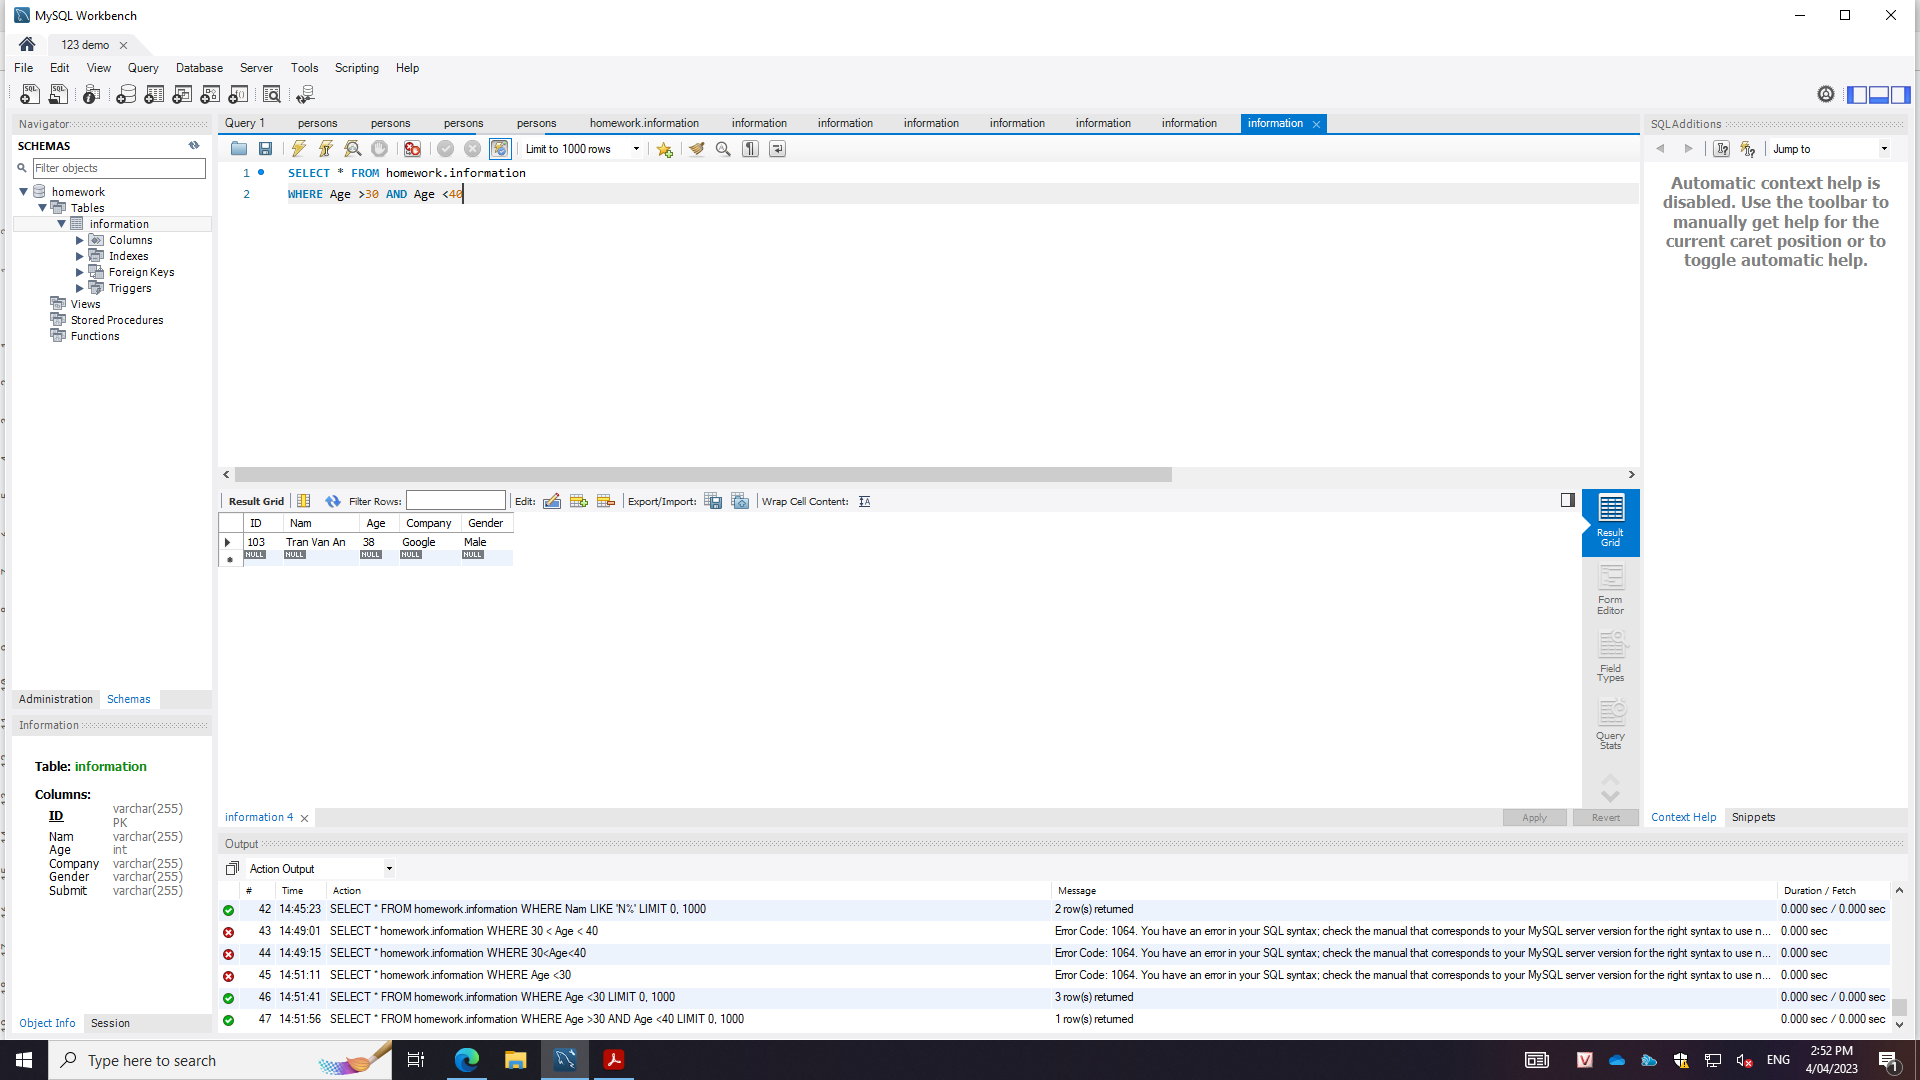 MySQL Workbench
123 demo
File Edit View Query Database Server Tools Scripting Help
Navigator
SCHEMAS
Filter objects
homework
Tables
information
Columns
Indexes
Foreign Keys
Triggers
Views
Stored Procedures
Functions
Administration Schemas
Information
Table: information
Columns:
ID varchar(255) PK
Nam varchar(255)
Age int
Company varchar(255)
Gender varchar(255)
Submit varchar(255)
Object Info Session
Query 1 persons persons persons persons homework.information information information information information information information information
Limit to 1000 rows
1 SELECT * FROM homework.information
2 WHERE Age >30 AND Age <40
Result Grid Filter Rows: Edit: Export/Import: Wrap Cell Content:
ID Nam Age Company Gender
103 Tran Van An 38 Google Male
NULL NULL NULL NULL NULL
Result Grid
Form Editor
Field Types
Query Stats
information 4
Apply Revert
SQLAdditions
Jump to
Automatic context help is
disabled. Use the toolbar to
manually get help for the
current caret position or to
toggle automatic help.
Context Help Snippets
Output
Action Output
# Time Action Message Duration / Fetch
42 14:45:23 SELECT * FROM homework.information WHERE Nam LIKE 'N%' LIMIT 0, 1000 2 row(s) returned 0.000 sec / 0.000 sec
43 14:49:01 SELECT * homework.information WHERE 30 < Age < 40 Error Code: 1064. You have an error in your SQL syntax; check the manual that corresponds to your MySQL server version for the right syntax to use n... 0.000 sec
44 14:49:15 SELECT * homework.information WHERE 30<Age<40 Error Code: 1064. You have an error in your SQL syntax; check the manual that corresponds to your MySQL server version for the right syntax to use n... 0.000 sec
45 14:51:11 SELECT * homework.information WHERE Age <30 Error Code: 1064. You have an error in your SQL syntax; check the manual that corresponds to your MySQL server version for the right syntax to use n... 0.000 sec
46 14:51:41 SELECT * FROM homework.information WHERE Age <30 LIMIT 0, 1000 3 row(s) returned 0.000 sec / 0.000 sec
47 14:51:56 SELECT * FROM homework.information WHERE Age >30 AND Age <40 LIMIT 0, 1000 1 row(s) returned 0.000 sec / 0.000 sec
Type here to search
ENG
2:52 PM
4/04/2023
1